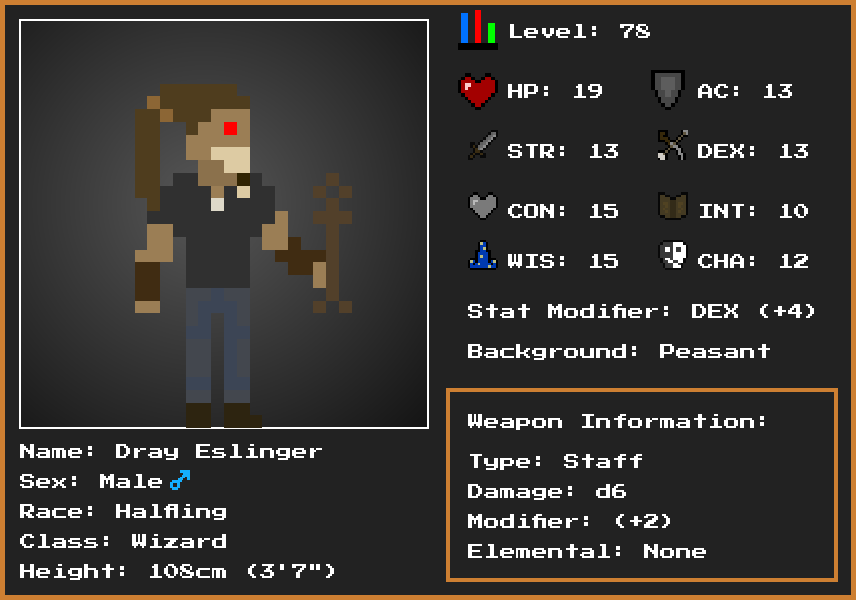 Level: 78
HP: 19
AC: 13
STR: 13
DEX: 13
CON: 15
INT: 10
WIS: 15
CHA: 12
Stat Modifier: DEX (+4)
Background: Peasant
Weapon Information:
Type: Staff
Damage: d6
Modifier: (+2)
Elemental: None
Name: Dray Eslinger
Sex: Male♂
Race: Halfling
Class: Wizard
Height: 108cm (3'7")